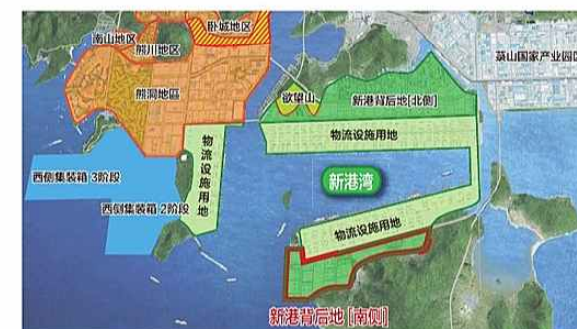 卧城地区
南山地区
熊川地区
菉山国家产业园区
熊洞地區
欲望山
新港背后地[北侧]
物流设施用地
物流设施用地
西侧集装箱 3阶段
新港湾
西侧集装箱 2阶段
物流设施用地
新港背后地 [南侧]